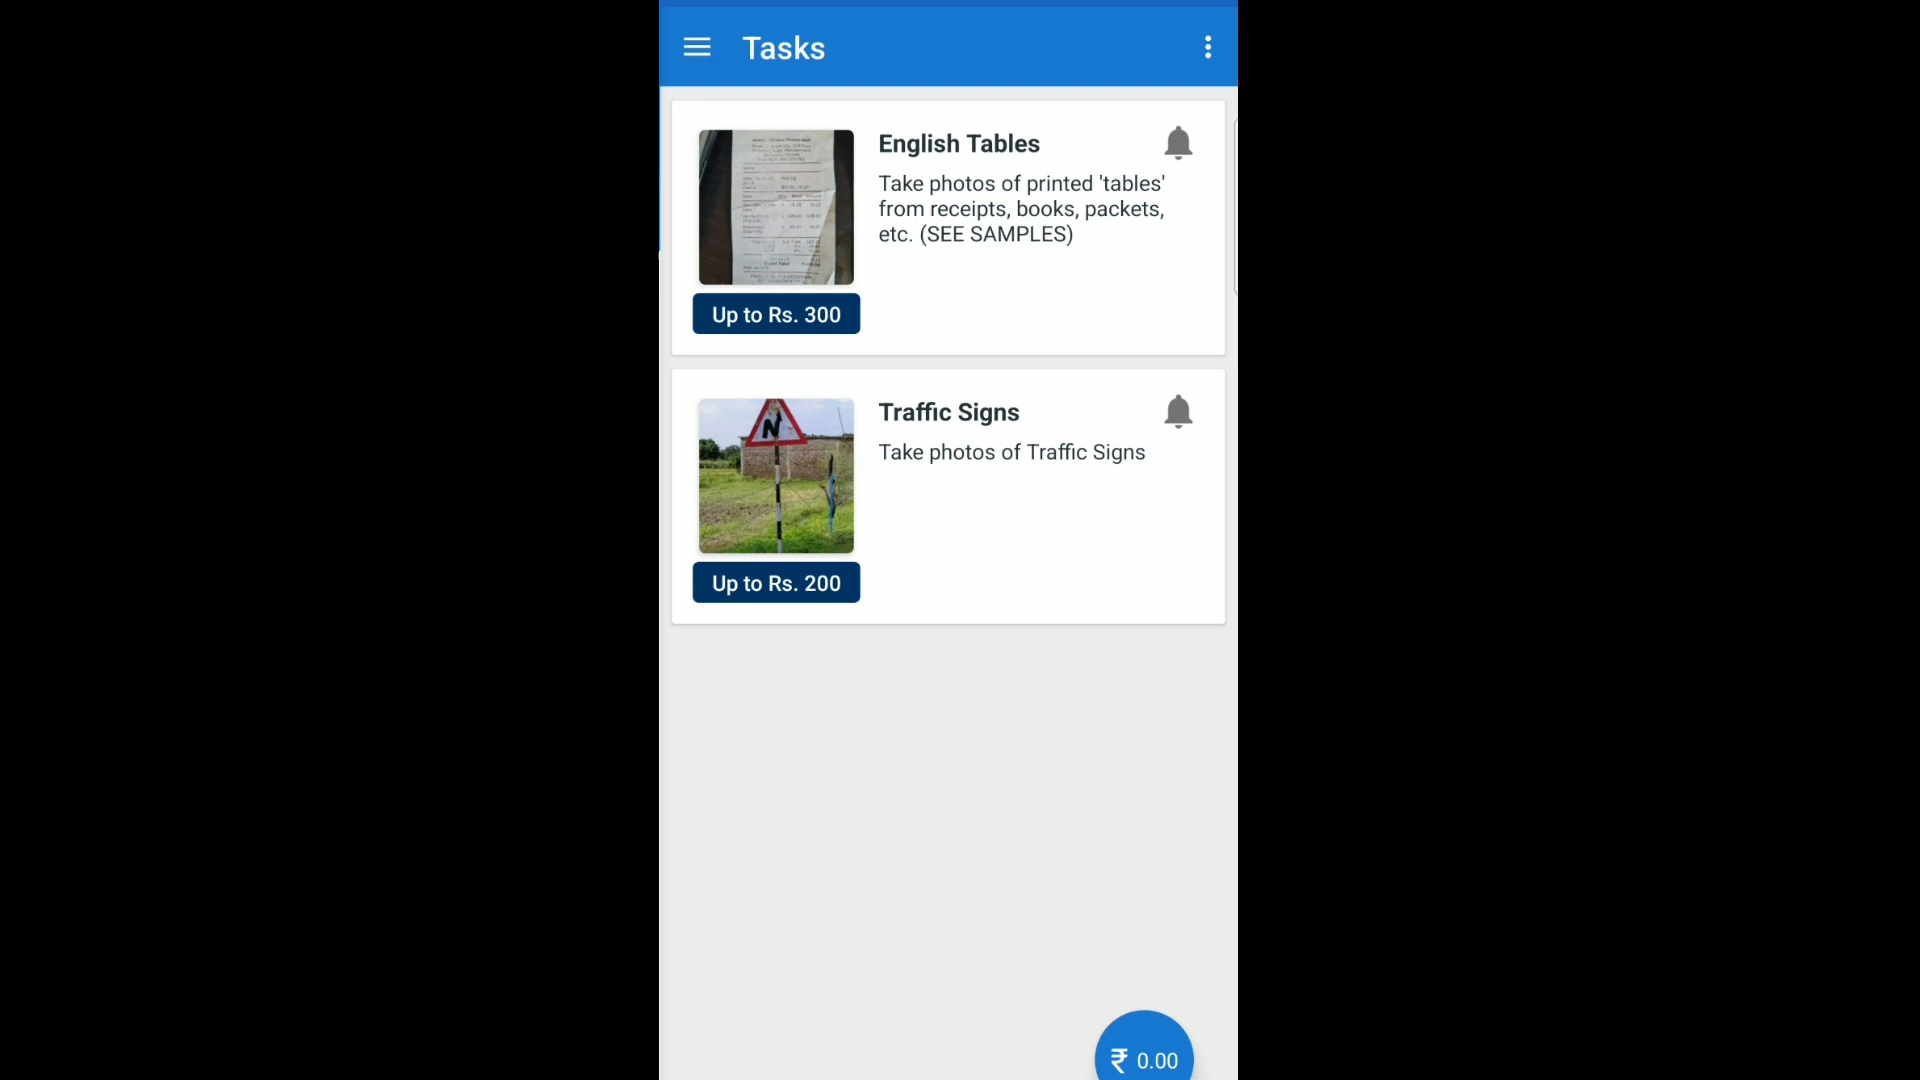 Tasks
English Tables
Take photos of printed 'tables'
from receipts, books, packets,
etc. (SEE SAMPLES)
Up to Rs. 300
Traffic Signs
Take photos of Traffic Signs
Up to Rs. 200
₹ 0.00